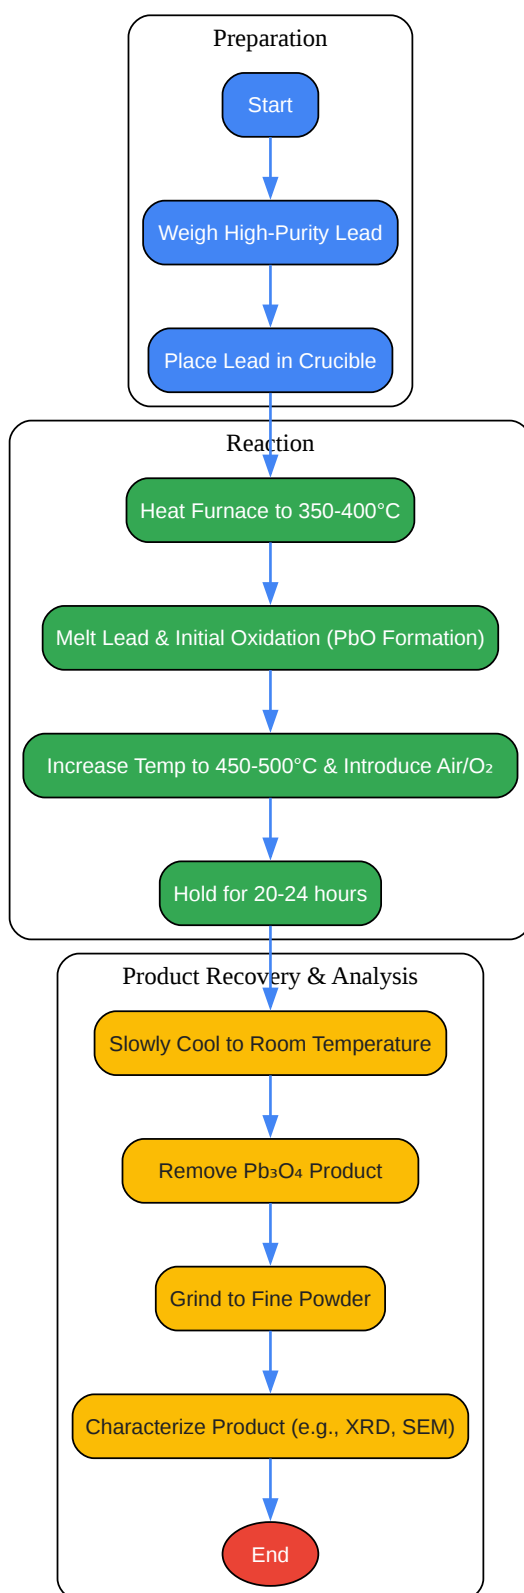 Preparation
Start
Weigh High-Purity Lead
Place Lead in Crucible
Reaction
Heat Furnace to 350-400°C
Melt Lead & Initial Oxidation (PbO Formation)
Increase Temp to 450-500°C & Introduce Air/O₂
Hold for 20-24 hours
Product Recovery & Analysis
Slowly Cool to Room Temperature
Remove Pb₃O₄ Product
Grind to Fine Powder
Characterize Product (e.g., XRD, SEM)
End